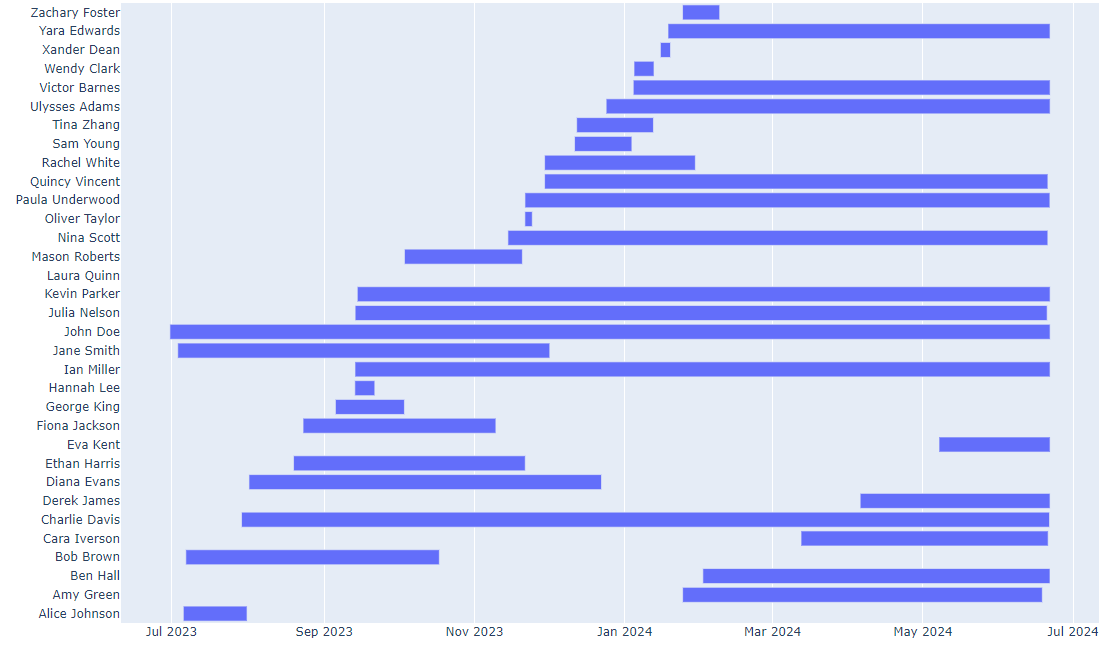 Zachary Foster
Yara Edwards
Xander Dean
Wendy Clark
Victor Barnes
Ulysses Adams
Tina Zhang
Sam Young
Rachel White
Quincy Vincent
Paula Underwood
Oliver Taylor
Nina Scott
Mason Roberts
Laura Quinn
Kevin Parker
Julia Nelson
John Doe
Jane Smith
Ian Miller
Hannah Lee
George King
Fiona Jackson
Eva Kent
Ethan Harris
Diana Evans
Derek James
Charlie Davis
Cara Iverson
Bob Brown
Ben Hall
Amy Green
Alice Johnson
Jul 2023 Sep 2023 Nov 2023 Jan 2024 Mar 2024 May 2024 Jul 2024